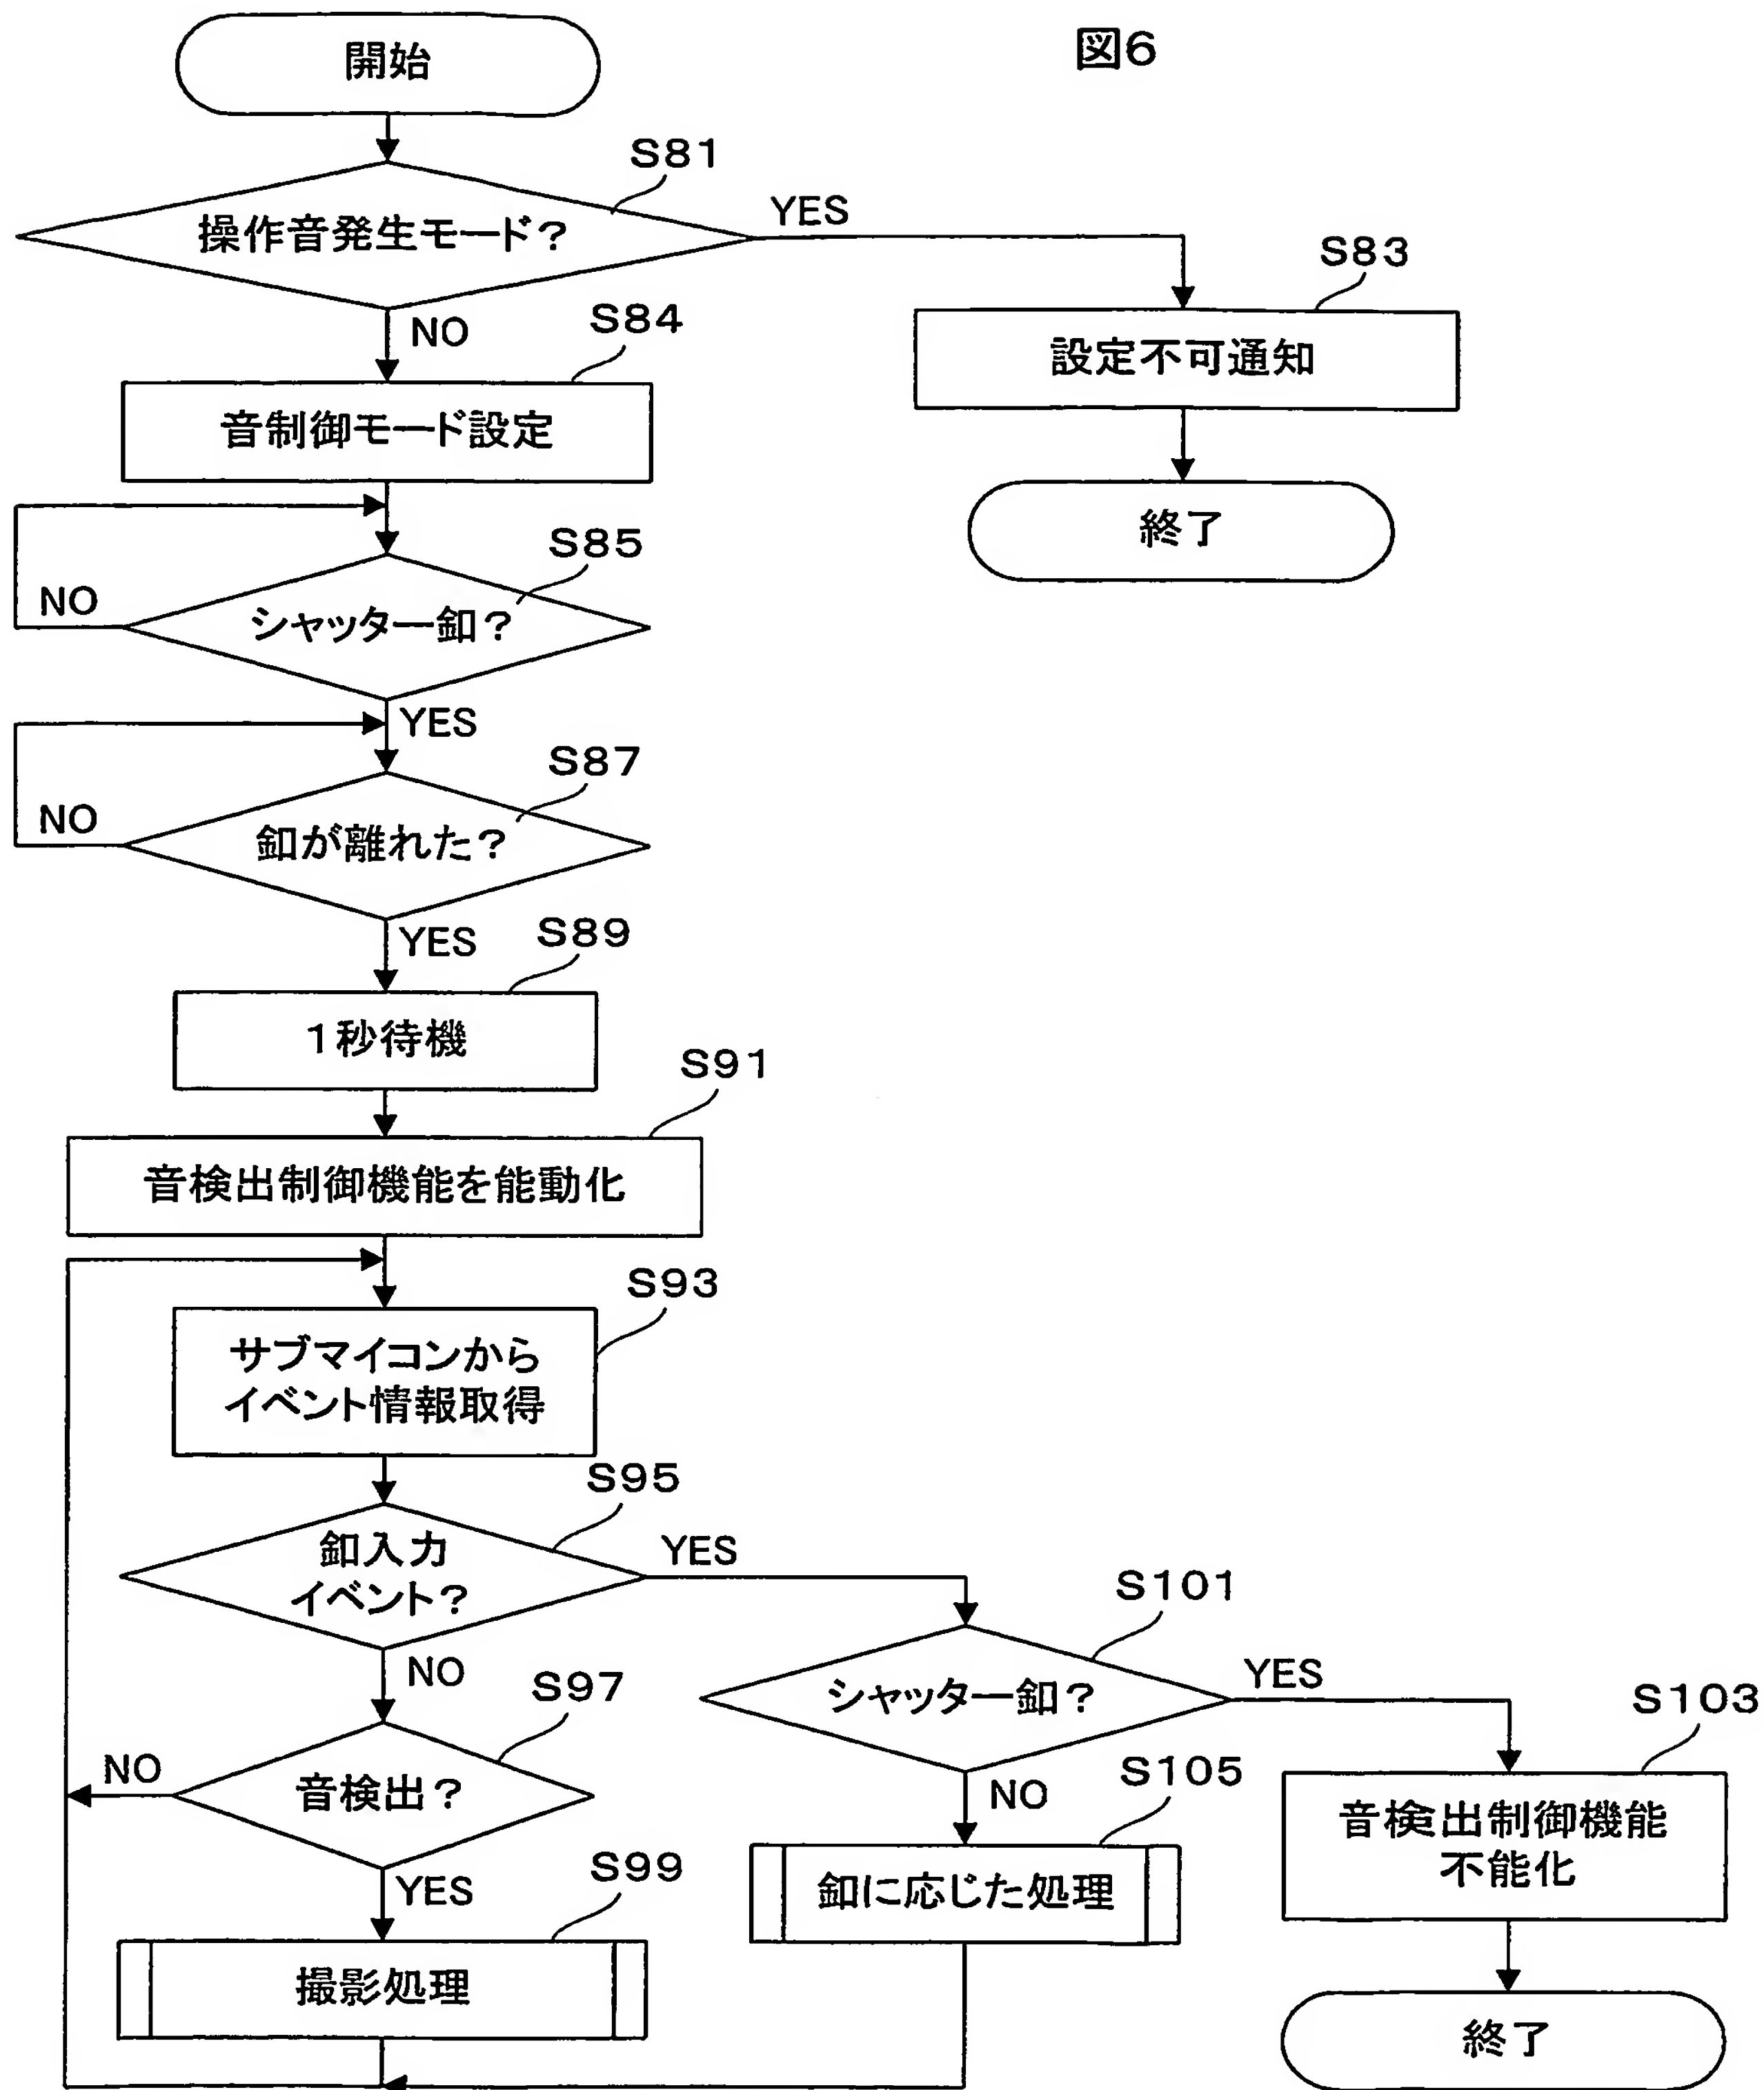 図6
開始
S81
操作音発生モード?
YES
S83
設定不可通知
終了
NO
S84
音制御モード設定
S85
NO
シャッター釦?
YES
S87
NO
釦が離れた?
YES
S89
1秒待機
S91
音検出制御機能を能動化
S93
サブマイコンから
イベント情報取得
S95
釦入力
イベント?
YES
S101
シャッター釦?
YES
S103
音検出制御機能
不能化
終了
NO
S105
釦に応じた処理
NO
S97
NO
音検出?
YES
S99
撮影処理